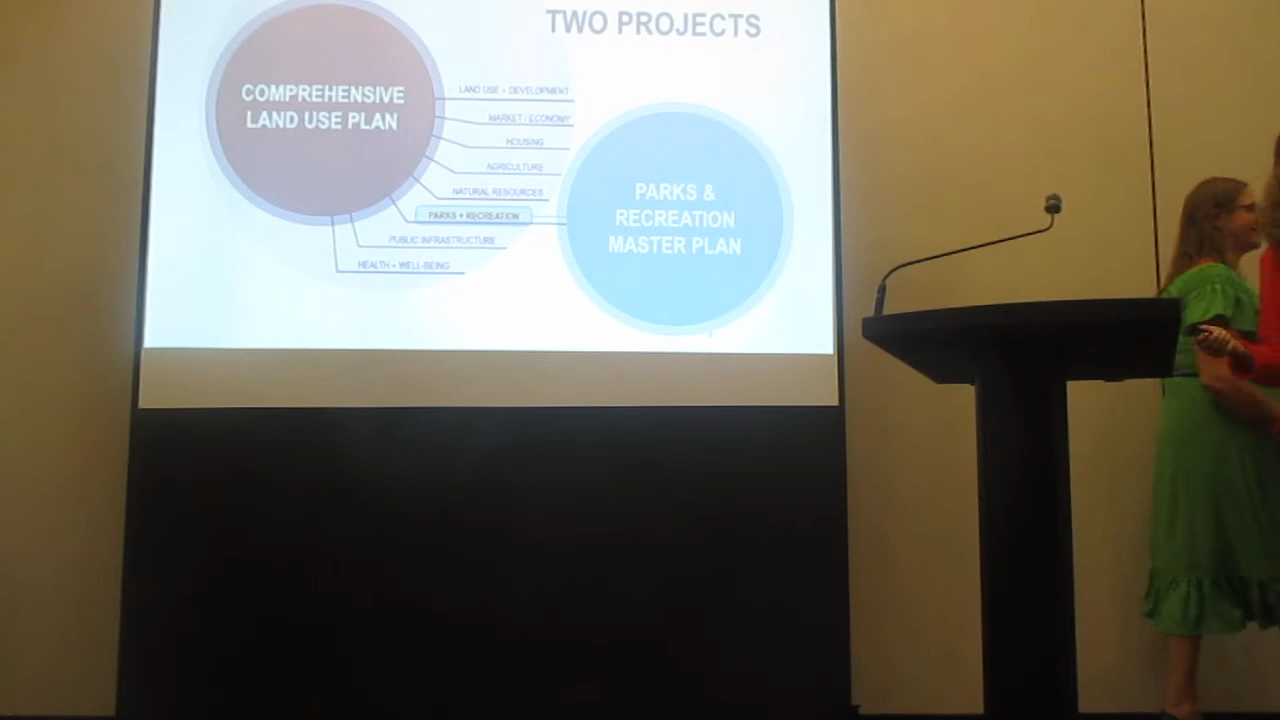 TWO PROJECTS
COMPREHENSIVE
LAND USE PLAN
LAND USE + DEVELOPMENT
MARKET / ECONOMY
HOUSING
AGRICULTURE
NATURAL RESOURCES
PARKS + RECREATION
PUBLIC INFRASTRUCTURE
HEALTH + WELL-BEING
PARKS &
RECREATION
MASTER PLAN